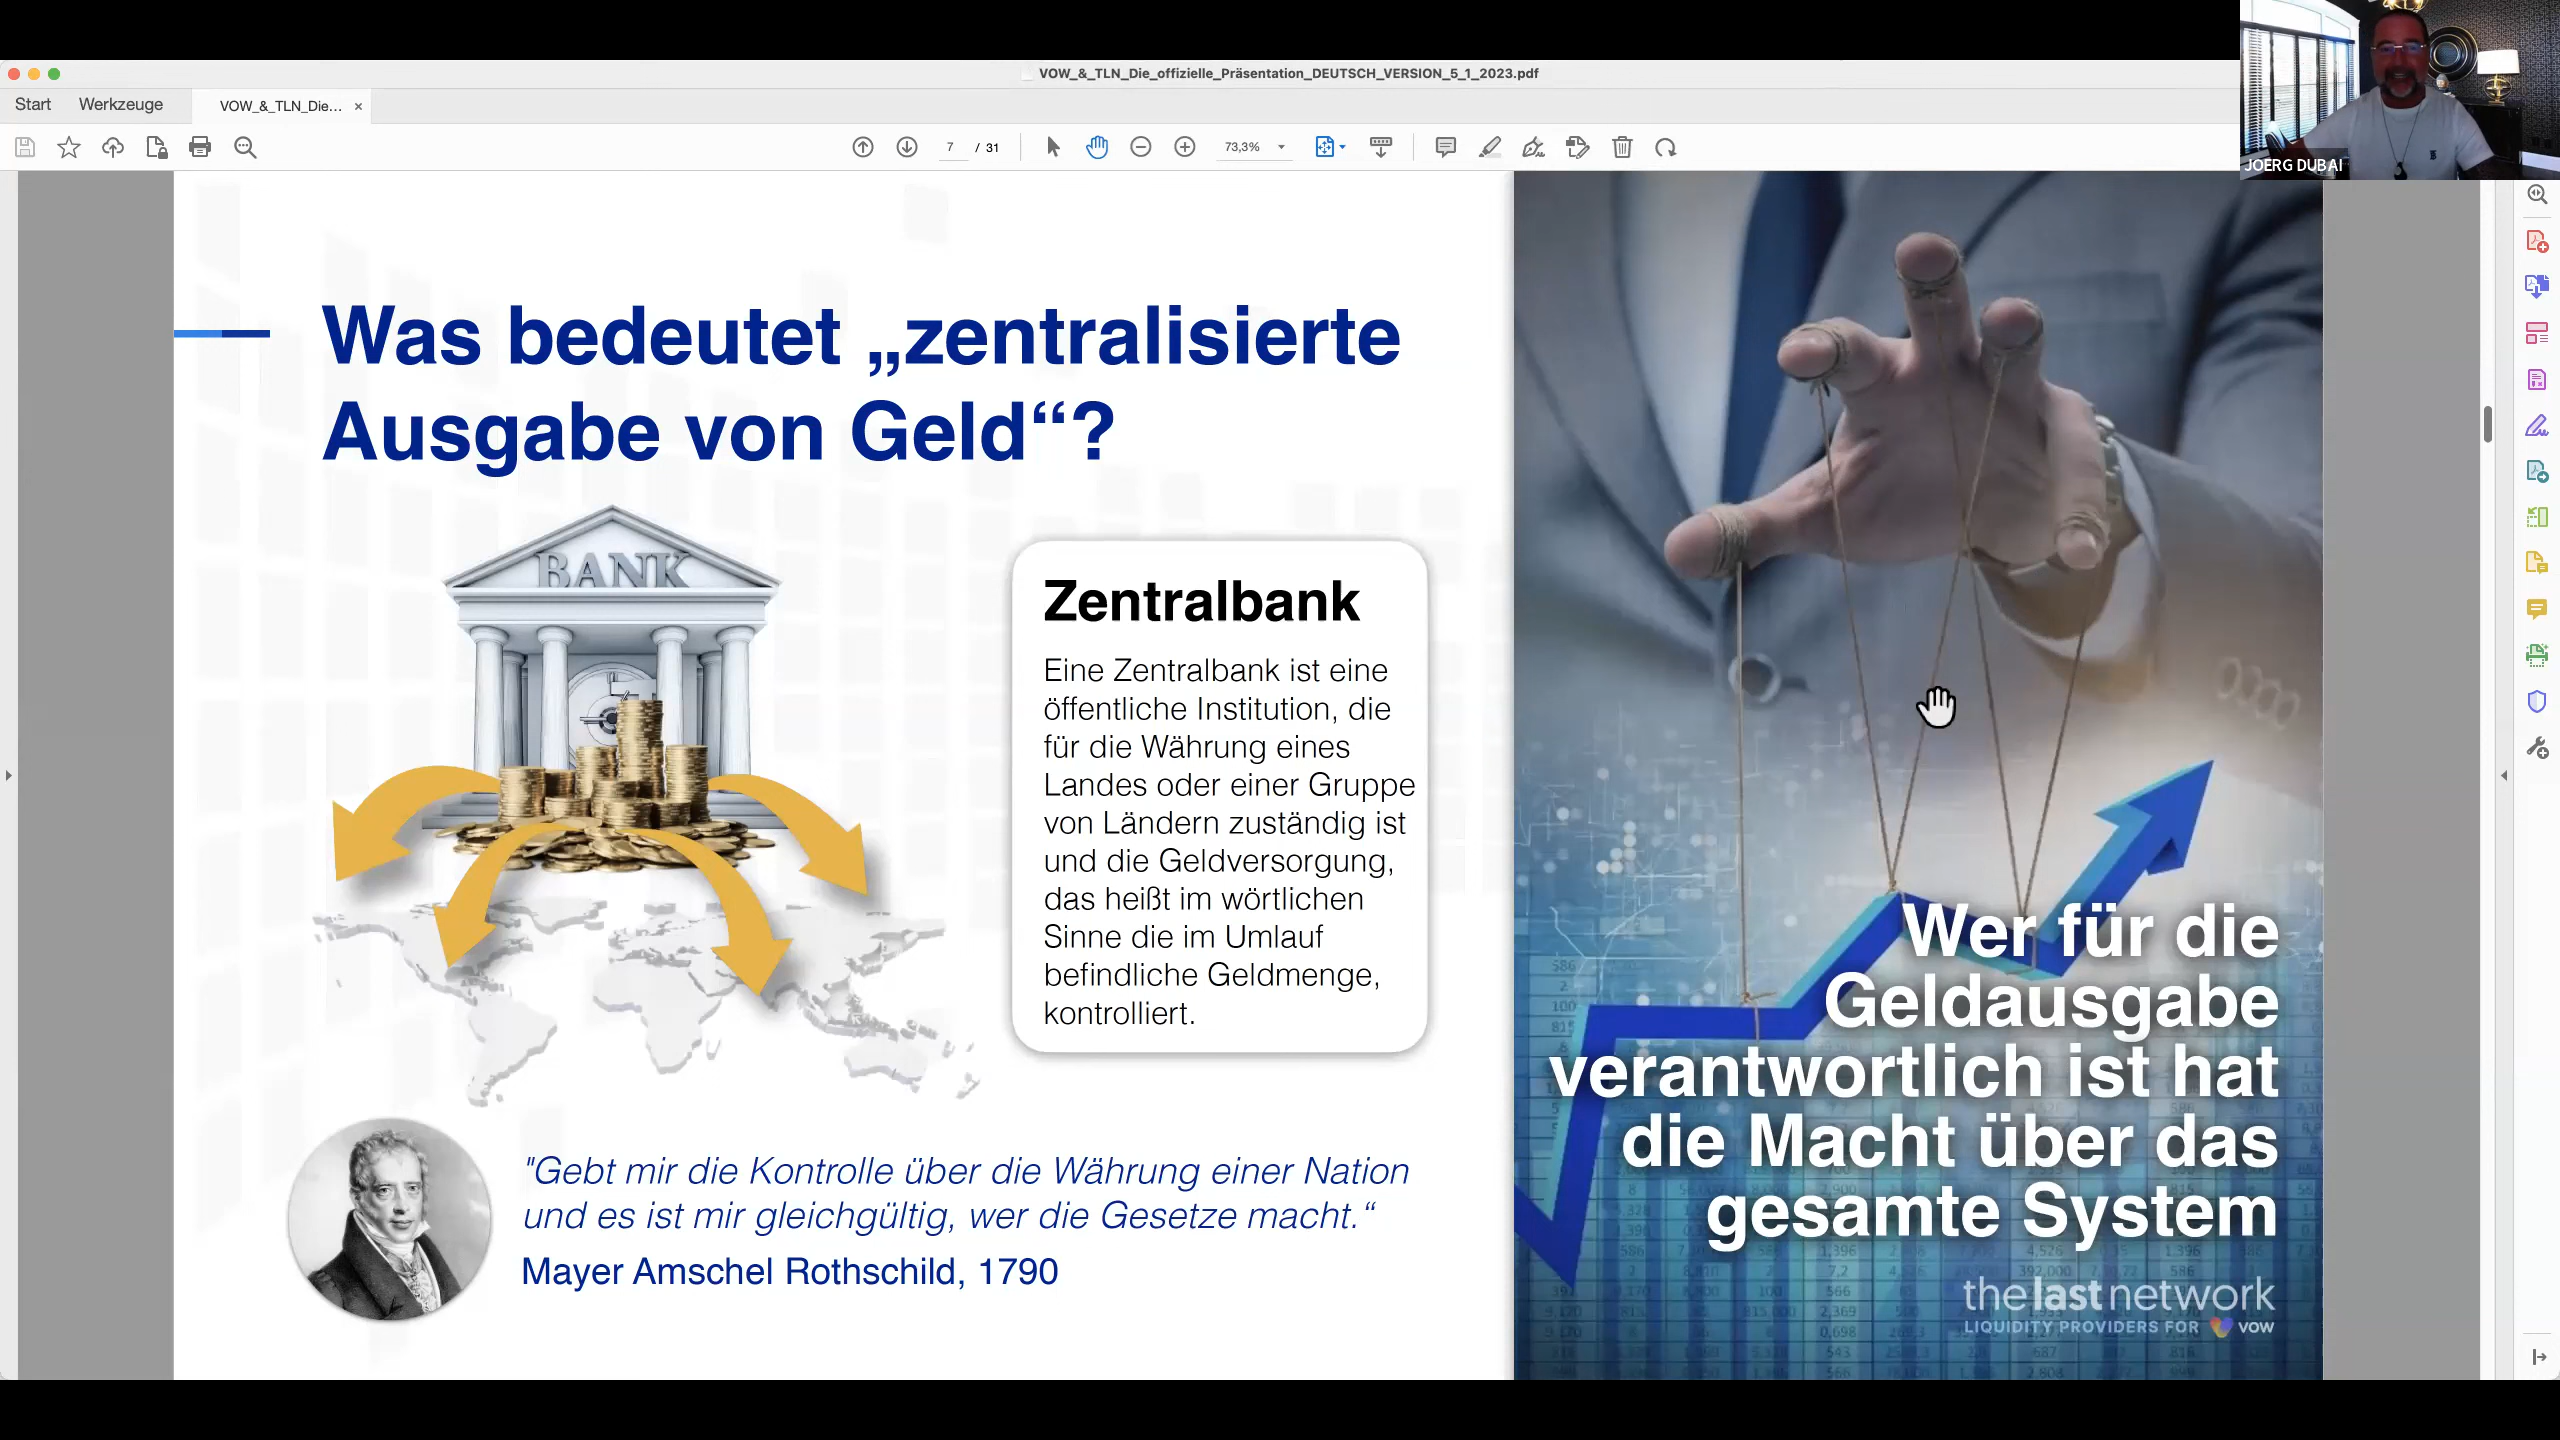 VOW_&_TLN_Die_offizielle_Präsentation_DEUTSCH_VERSION_5_1_2023.pdf
Start Werkzeuge VOW_&_TLN_Die... ×
7 / 31 73,3%
JOERG DUBAI
Was bedeutet „zentralisierte
Ausgabe von Geld“?
BANK
Zentralbank
Eine Zentralbank ist eine
öffentliche Institution, die
für die Währung eines
Landes oder einer Gruppe
von Ländern zuständig ist
und die Geldversorgung,
das heißt im wörtlichen
Sinne die im Umlauf
befindliche Geldmenge,
kontrolliert.
"Gebt mir die Kontrolle über die Währung einer Nation
und es ist mir gleichgültig, wer die Gesetze macht.“
Mayer Amschel Rothschild, 1790
Wer für die
Geldausgabe
verantwortlich ist hat
die Macht über das
gesamte System
thelastnetwork
LIQUIDITY PROVIDERS FOR VOW